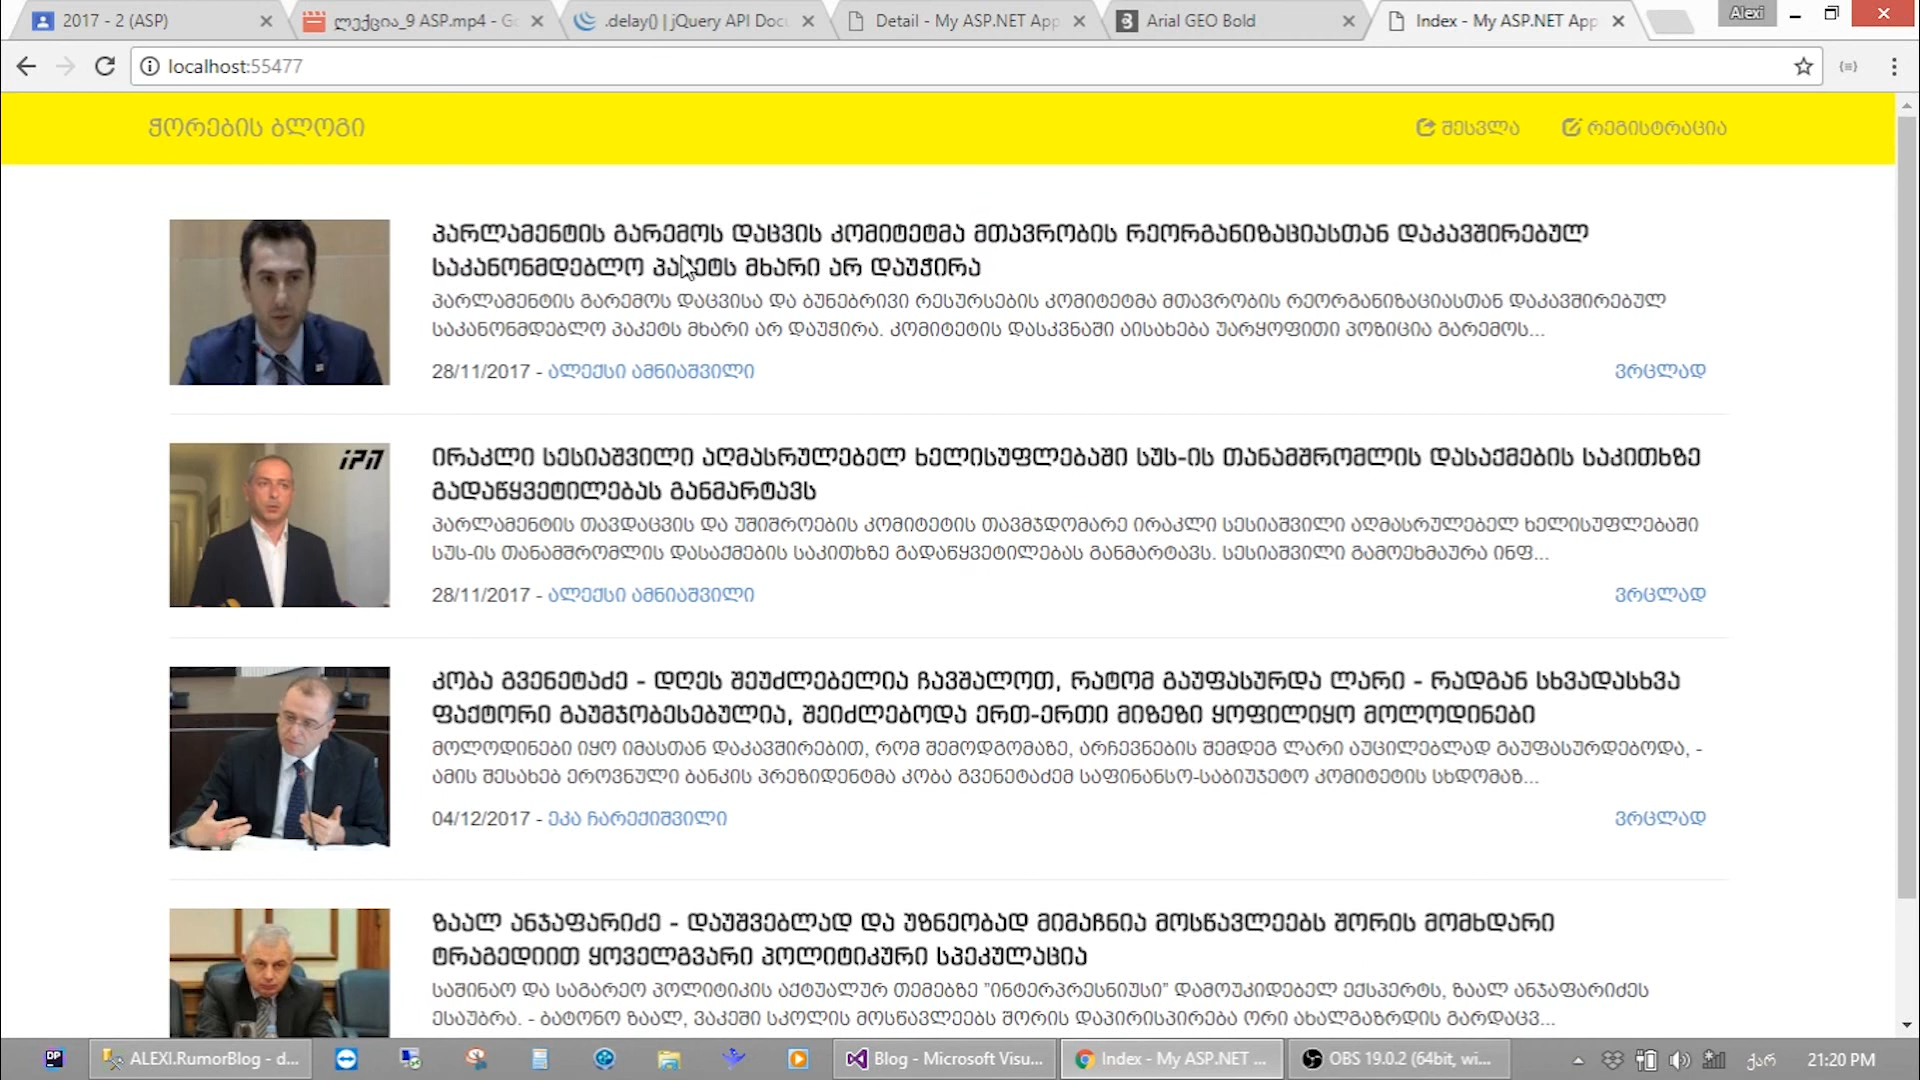 2017 - 2 (ASP)
ლექცია_9 ASP.mp4 - Go
.delay() | jQuery API Docu
Detail - My ASP.NET App
Arial GEO Bold
Index - My ASP.NET App
Alexi
localhost:55477
ჭორების ბლოგი
შესვლა
რეგისტრაცია
პარლამენტის გარემოს დაცვის კომიტეტმა მთავრობის რეორგანიზაციასთან დაკავშირებულ
საკანონმდებლო პაკეტს მხარი არ დაუჭირა
პარლამენტის გარემოს დაცვისა და ბუნებრივი რესურსების კომიტეტმა მთავრობის რეორგანიზაციასთან დაკავშირებულ
საკანონმდებლო პაკეტს მხარი არ დაუჭირა. კომიტეტის დასკვნაში აისახება უარყოფითი პოზიცია გარემოს...
28/11/2017 - ალექსი ამნიაშვილი
ვრცლად
iPN
ირაკლი სესიაშვილი აღმასრულებელ ხელისუფლებაში სუს-ის თანამშრომლის დასაქმების საკითხზე
გადაწყვეტილებას განმარტავს
პარლამენტის თავდაცვის და უშიშროების კომიტეტის თავმჯდომარე ირაკლი სესიაშვილი აღმასრულებელ ხელისუფლებაში
სუს-ის თანამშრომლის დასაქმების საკითხზე გადაწყვეტილებას განმარტავს. სესიაშვილი გამოეხმაურა ინფ...
28/11/2017 - ალექსი ამნიაშვილი
ვრცლად
კობა გვენეტაძე - დღეს შეუძლებელია ჩავშალოთ, რატომ გაუფასურდა ლარი - რადგან სხვადასხვა
ფაქტორი გაუმჯობესებულია, შეიძლებოდა ერთ-ერთი მიზეზი ყოფილიყო მოლოდინები
მოლოდინები იყო იმასთან დაკავშირებით, რომ შემოდგომაზე, არჩევნების შემდეგ ლარი აუცილებლად გაუფასურდებოდა, -
ამის შესახებ ეროვნული ბანკის პრეზიდენტმა კობა გვენეტაძემ საფინანსო-საბიუჯეტო კომიტეტის სხდომაზ...
04/12/2017 - ეკა ჩარექიშვილი
ვრცლად
ზაალ ანჯაფარიძე - დაუშვებლად და უზნეობად მიმაჩნია მოსწავლეებს შორის მომხდარი
ტრაგედიით ყოველგვარი პოლიტიკური სპეკულაცია
საშინაო და საგარეო პოლიტიკის აქტუალურ თემებზე "ინტერპრესნიუსი" დამოუკიდებელ ექსპერტს, ზაალ ანჯაფარიძეს
ესაუბრა. - ბატონო ზაალ, ვაკეში სკოლის მოსწავლეებს შორის დაპირისპირება ორი ახალგაზრდის გარდაცვ...
DP
ALEXI.RumorBlog - d...
Blog - Microsoft Visu...
Index - My ASP.NET ...
OBS 19.0.2 (64bit, wi...
ქარ
21:20 PM